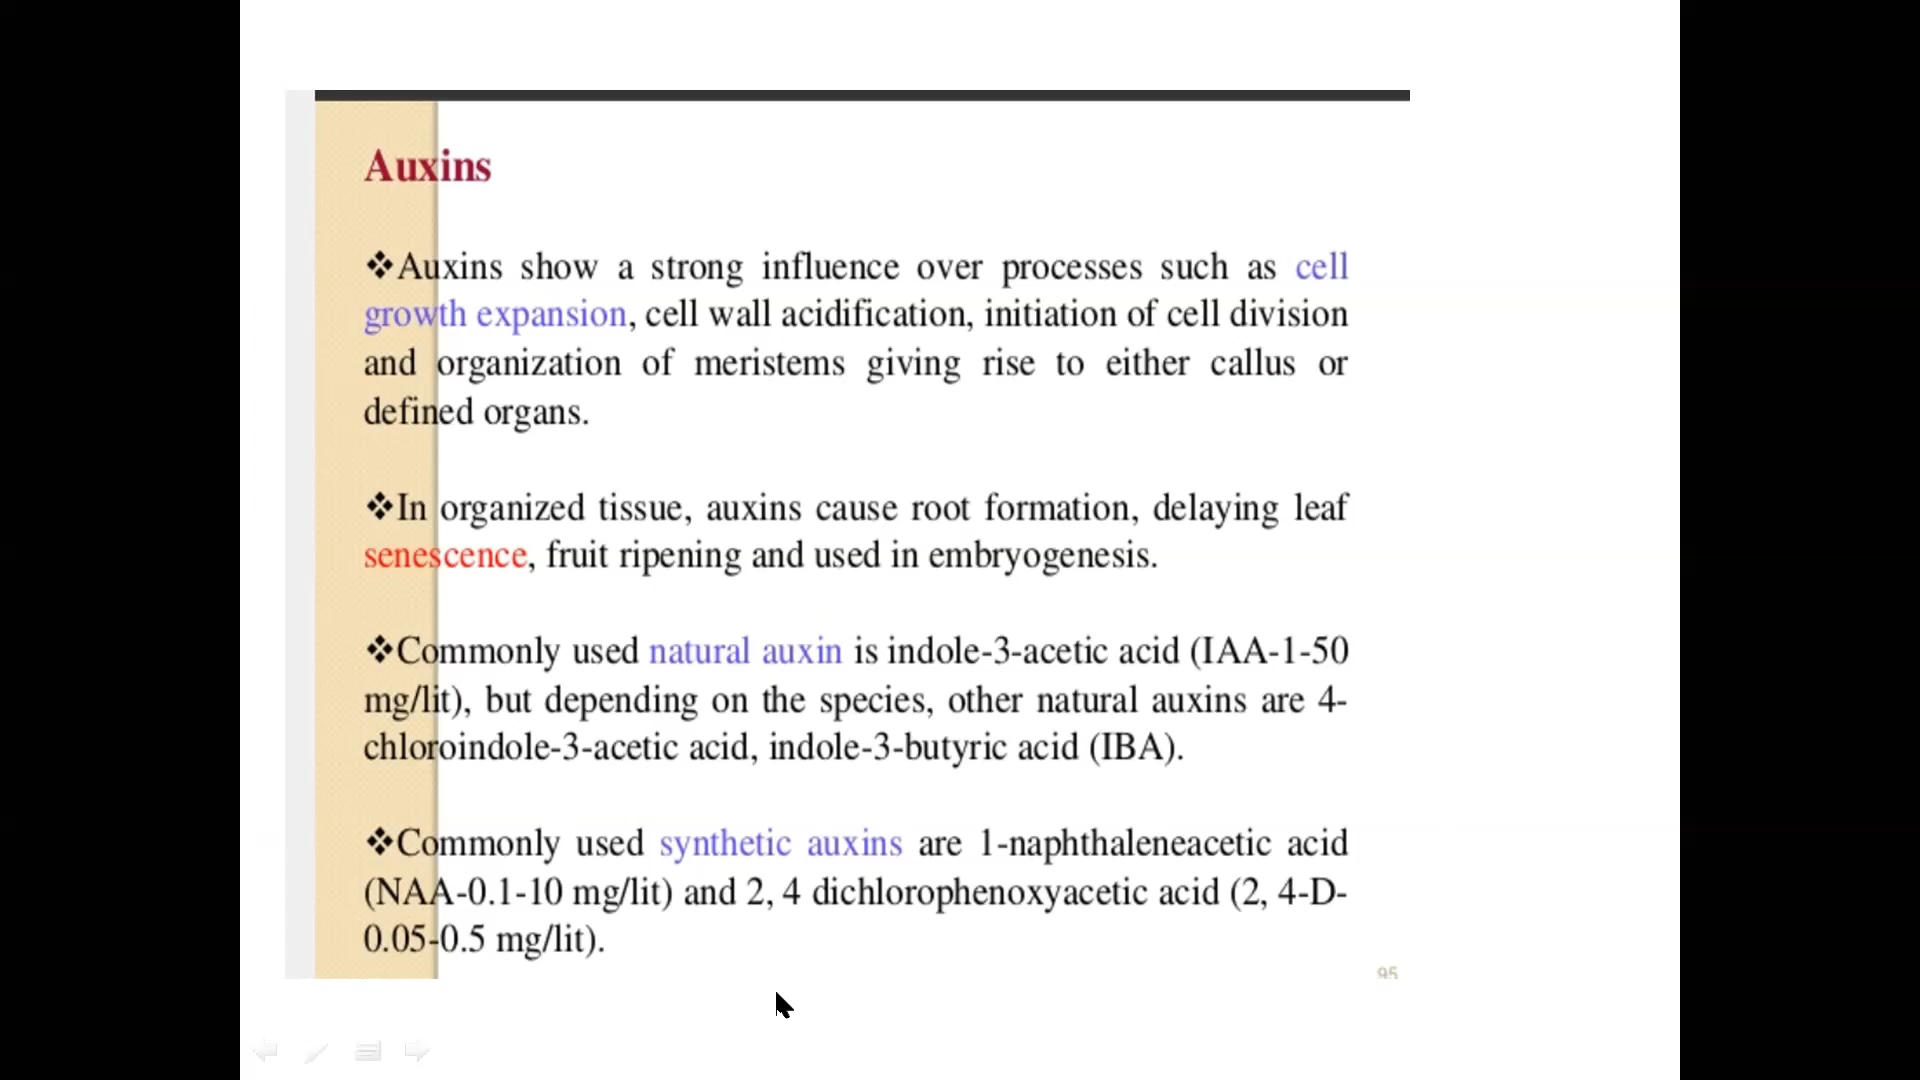 Auxins
❖Auxins show a strong influence over processes such as cell
growth expansion, cell wall acidification, initiation of cell division
and organization of meristems giving rise to either callus or
defined organs.
❖In organized tissue, auxins cause root formation, delaying leaf
senescence, fruit ripening and used in embryogenesis.
❖Commonly used natural auxin is indole-3-acetic acid (IAA-1-50
mg/lit), but depending on the species, other natural auxins are 4-
chloroindole-3-acetic acid, indole-3-butyric acid (IBA).
❖Commonly used synthetic auxins are 1-naphthaleneacetic acid
(NAA-0.1-10 mg/lit) and 2, 4 dichlorophenoxyacetic acid (2, 4-D-
0.05-0.5 mg/lit).
95